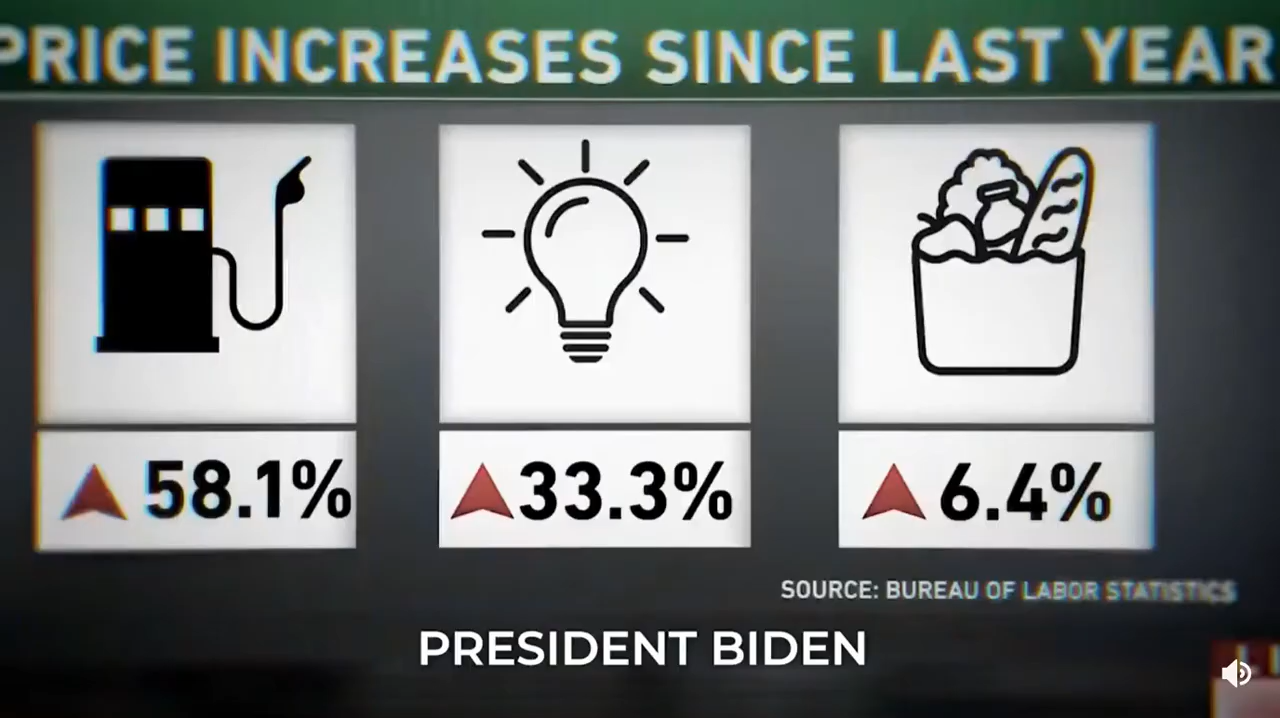 PRICE INCREASES SINCE LAST YEAR
58.1%
33.3%
6.4%
SOURCE: BUREAU OF LABOR STATISTICS
PRESIDENT BIDEN